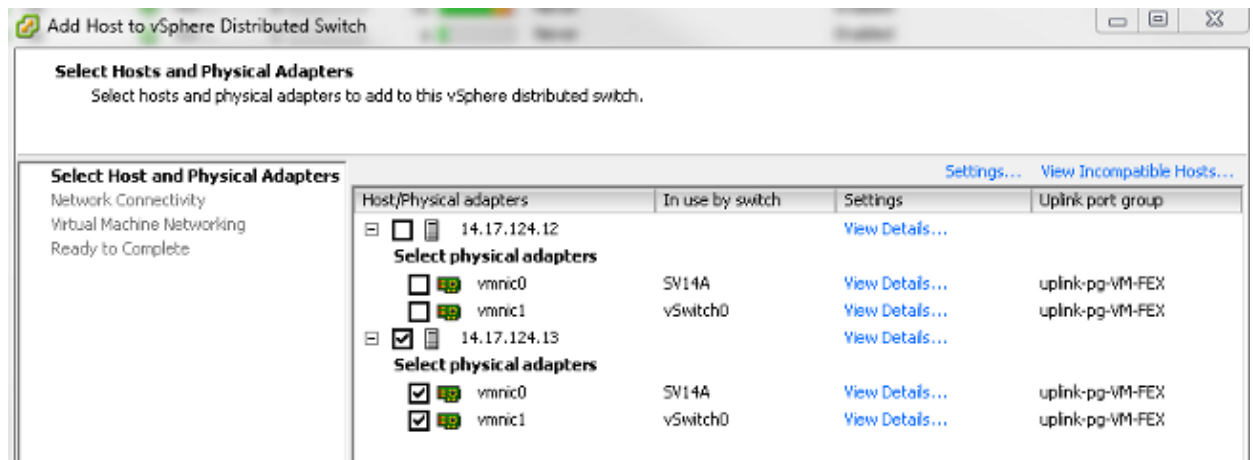 Add Host to vSphere Distributed Switch
Select Hosts and Physical Adapters
Select hosts and physical adapters to add to this vSphere distributed switch.
Select Host and Physical Adapters
Network Connectivity
Virtual Machine Networking
Ready to Complete
Settings... View Incompatible Hosts...
Host/Physical adapters In use by switch Settings Uplink port group
14.17.124.12 View Details...
Select physical adapters
vmnic0 SV14A View Details... uplink-pg-VM-FEX
vmnic1 vSwitch0 View Details... uplink-pg-VM-FEX
14.17.124.13 View Details...
Select physical adapters
vmnic0 SV14A View Details... uplink-pg-VM-FEX
vmnic1 vSwitch0 View Details... uplink-pg-VM-FEX